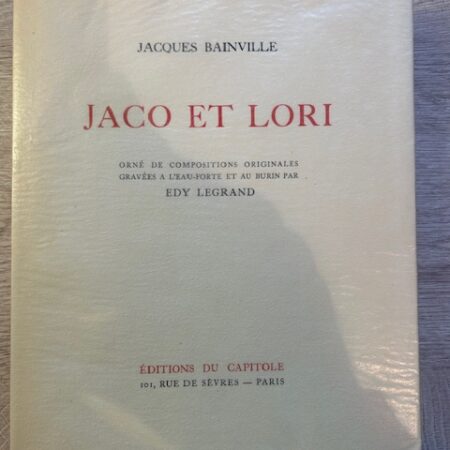 JACQUES BAINVILLE
JACO ET LORI
ORNÉ DE COMPOSITIONS ORIGINALES
GRAVÉES A L'EAU-FORTE ET AU BURIN PAR
EDY LEGRAND
ÉDITIONS DU CAPITOLE
101, RUE DE SÈVRES — PARIS